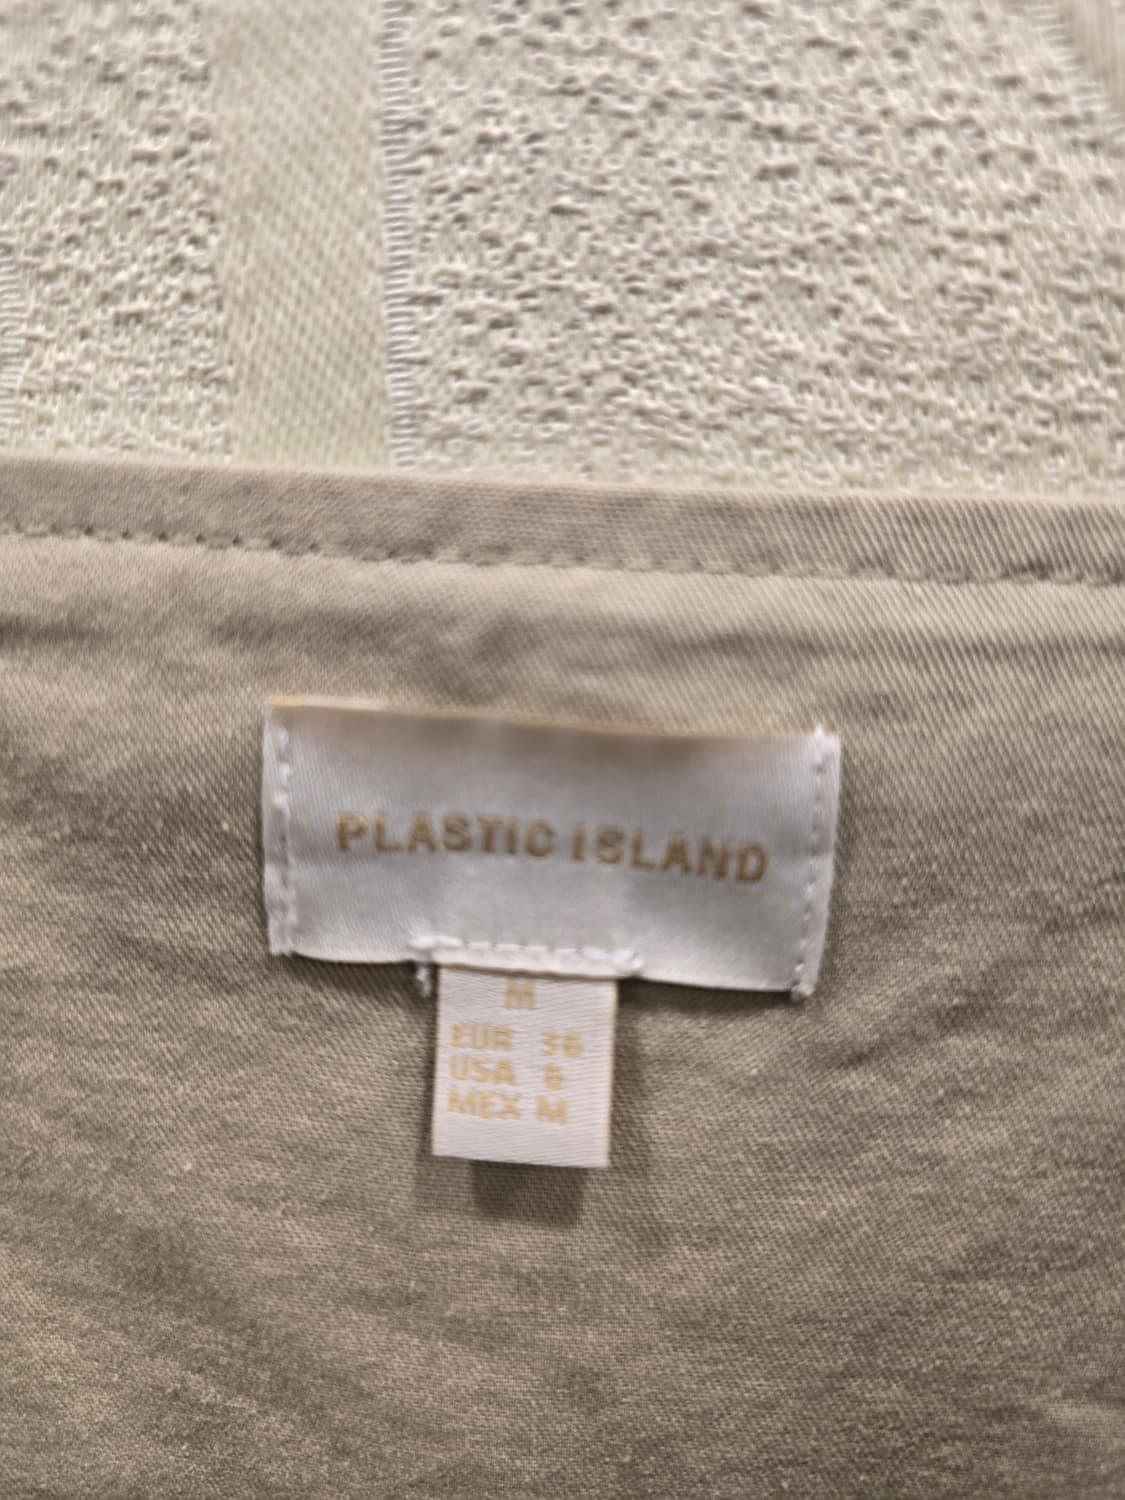 PLASTIC ISLAND
M
EUR 36
USA 6
MEX M